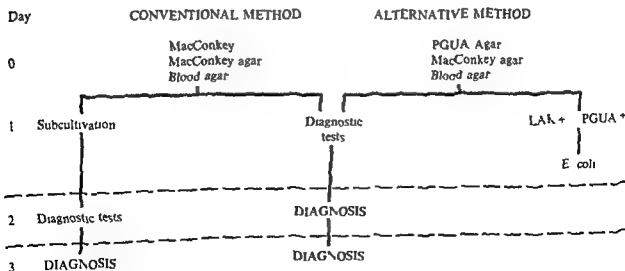 Day CONVENTIONAL METHOD ALTERNATIVE METHOD
0
MacConkey
MacConkey agar
Blood agar
PGUA Agar
MacConkey agar
Blood agar
1 Subcultivation
Diagnostic
tests
LAK + PGUA +
E coli
2 Diagnostic tests DIAGNOSIS
3 DIAGNOSIS DIAGNOSIS